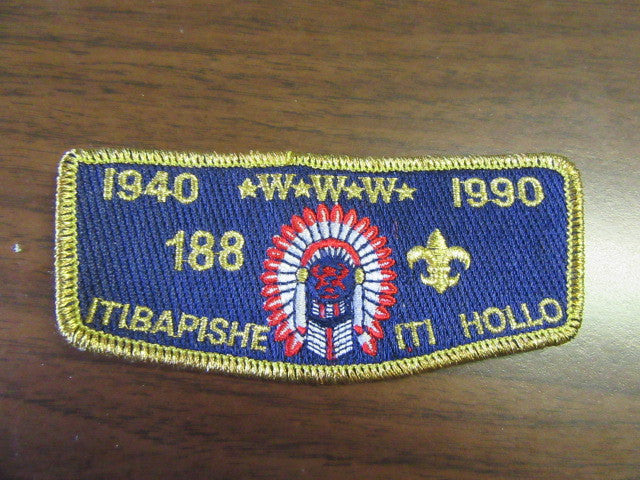 1940 ★W★W★W★ 1990
188
ITIBAPISHE ITI HOLLO